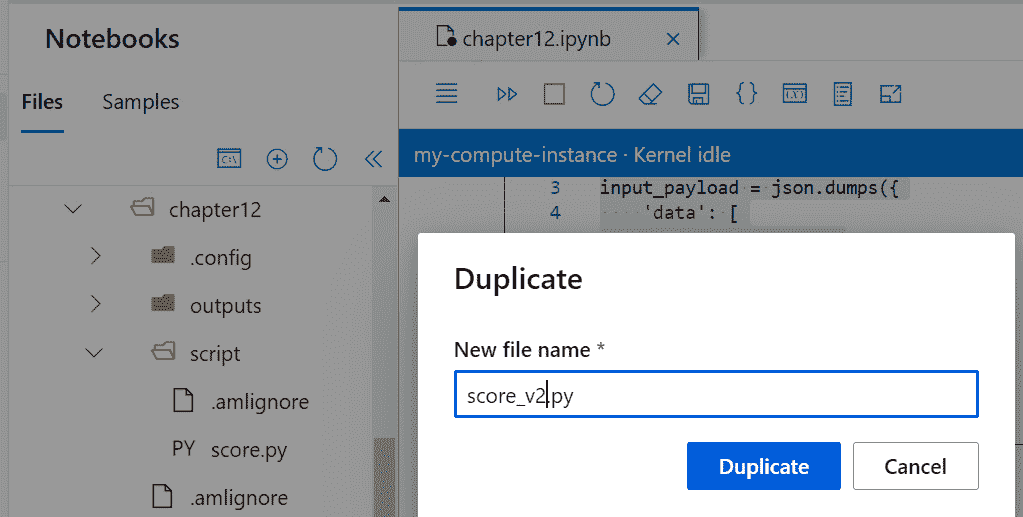 Notebooks
Files Samples
chapter12
.config
outputs
script
.amlignore
PY score.py
.amlignore
chapter12.ipynb
my-compute-instance · Kernel idle
3 input_payload = json.dumps({
4 'data': [
Duplicate
New file name *
score_v2.py
Duplicate Cancel